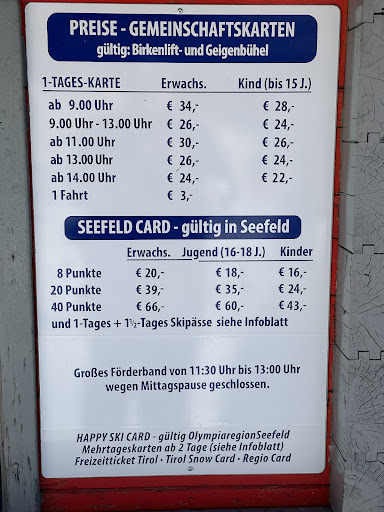 PREISE - GEMEINSCHAFTSKARTEN
gültig: Birkenlift- und Geigenbühel
1-TAGES-KARTE Erwachs. Kind (bis 15 J.)
ab 9.00 Uhr € 34,- € 28,-
9.00 Uhr - 13.00 Uhr € 26,- € 24,-
ab 11.00 Uhr € 30,- € 26,-
ab 13.00 Uhr € 26,- € 24,-
ab 14.00 Uhr € 24,- € 22,-
1 Fahrt € 3,-
SEEFELD CARD - gültig in Seefeld
Erwachs. Jugend (16-18 J.) Kinder
8 Punkte € 20,- € 18,- € 16,-
20 Punkte € 39,- € 35,- € 24,-
40 Punkte € 66,- € 60,- € 43,-
und 1-Tages + 1½-Tages Skipässe siehe Infoblatt
Großes Förderband von 11:30 Uhr bis 13:00 Uhr
wegen Mittagspause geschlossen.
HAPPY SKI CARD - gültig OlympiaregionSeefeld
Mehrtageskarten ab 2 Tage (siehe Infoblatt)
Freizeitticket Tirol · Tirol Snow Card · Regio Card